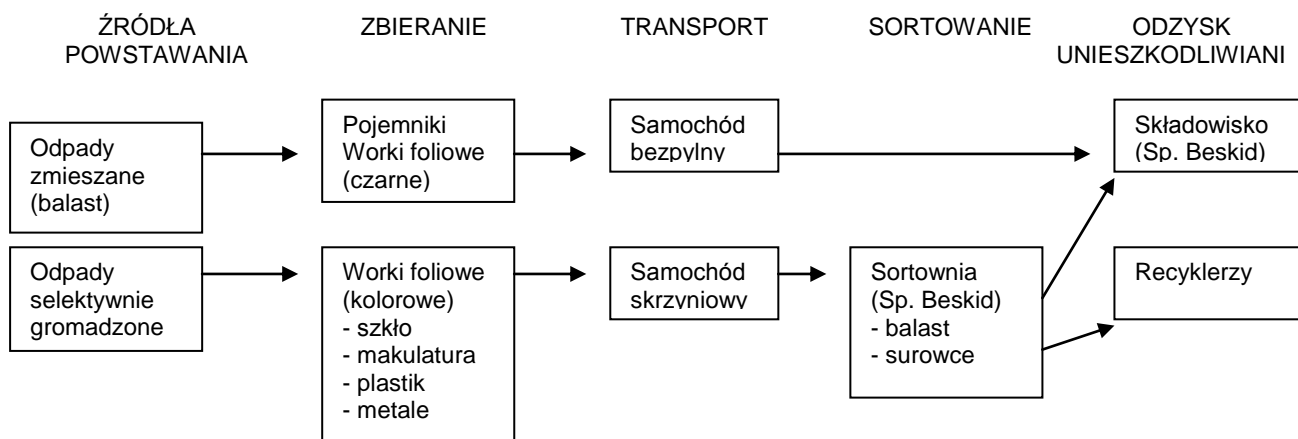 ŹRÓDŁA
POWSTAWANIA
ZBIERANIE
TRANSPORT
SORTOWANIE
ODZYSK
UNIESZKODLIWIANI
Odpady
zmieszane
(balast)
Pojemniki
Worki foliowe
(czarne)
Samochód
bezpylny
Składowisko
(Sp. Beskid)
Odpady
selektywnie
gromadzone
Worki foliowe
(kolorowe)
- szkło
- makulatura
- plastik
- metale
Samochód
skrzyniowy
Sortownia
(Sp. Beskid)
- balast
- surowce
Recyklerzy